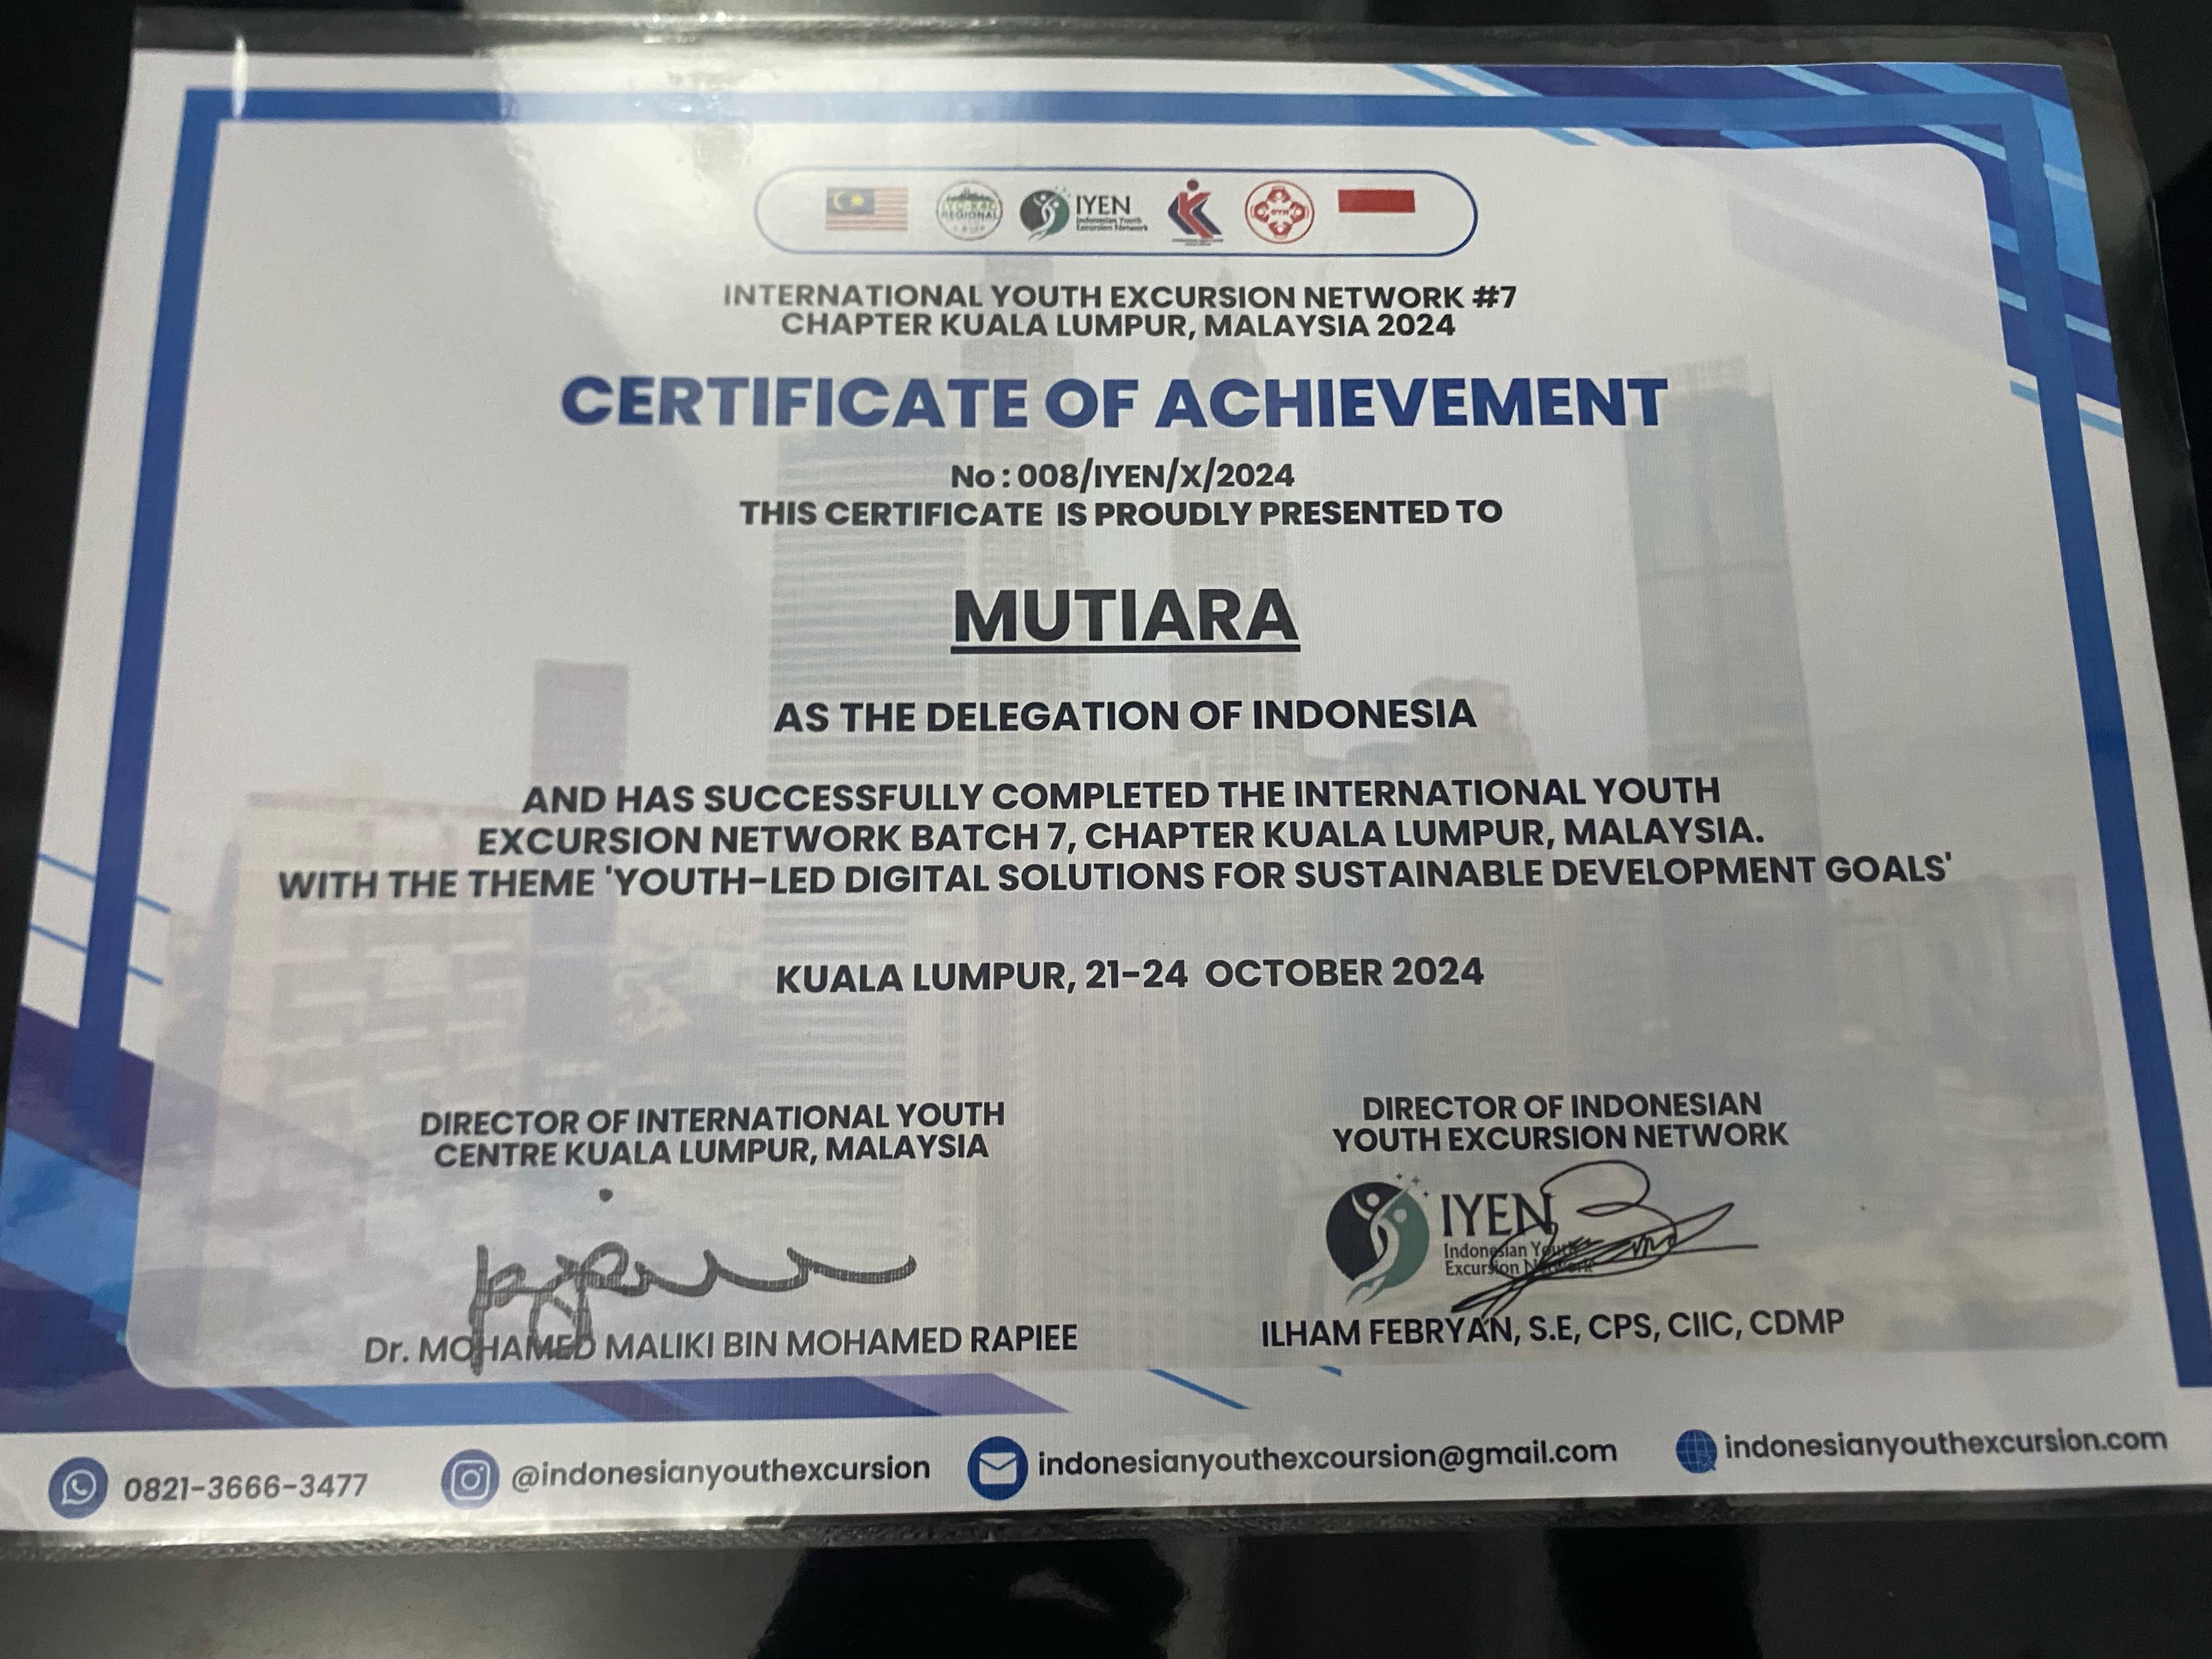 REGIONAL
IYEN
Indonesian Youth
Excursion Network
INTERNATIONAL YOUTH EXCURSION NETWORK #7
CHAPTER KUALA LUMPUR, MALAYSIA 2024
CERTIFICATE OF ACHIEVEMENT
No : 008/IYEN/X/2024
THIS CERTIFICATE IS PROUDLY PRESENTED TO
MUTIARA
AS THE DELEGATION OF INDONESIA
AND HAS SUCCESSFULLY COMPLETED THE INTERNATIONAL YOUTH
EXCURSION NETWORK BATCH 7, CHAPTER KUALA LUMPUR, MALAYSIA.
WITH THE THEME 'YOUTH-LED DIGITAL SOLUTIONS FOR SUSTAINABLE DEVELOPMENT GOALS'
KUALA LUMPUR, 21-24 OCTOBER 2024
DIRECTOR OF INTERNATIONAL YOUTH
CENTRE KUALA LUMPUR, MALAYSIA
Dr. MOHAMED MALIKI BIN MOHAMED RAPIEE
DIRECTOR OF INDONESIAN
YOUTH EXCURSION NETWORK
IYEN
Indonesian Youth
Excursion Network
ILHAM FEBRYAN, S.E, CPS, CIIC, CDMP
0821-3666-3477
@indonesianyouthexcursion
indonesianyouthexcoursion@gmail.com
indonesianyouthexcursion.com